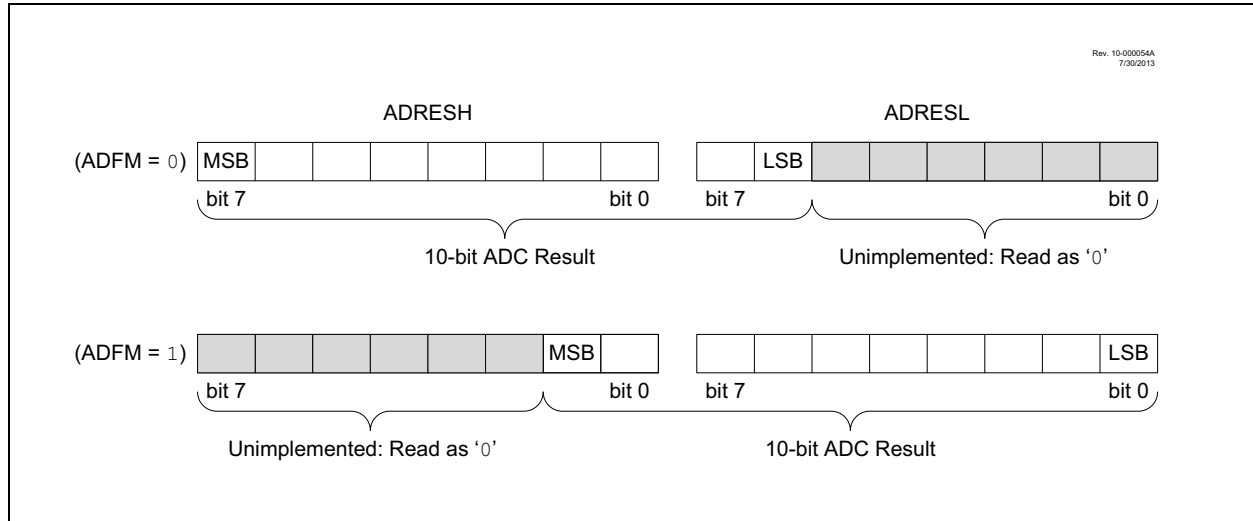 Rev. 10-000054A
7/30/2013
ADRESH ADRESL
(ADFM = 0) MSB LSB
bit 7 bit 0 bit 7 bit 0
10-bit ADC Result Unimplemented: Read as ‘0’
(ADFM = 1) MSB LSB
bit 7 bit 0 bit 7 bit 0
Unimplemented: Read as ‘0’ 10-bit ADC Result